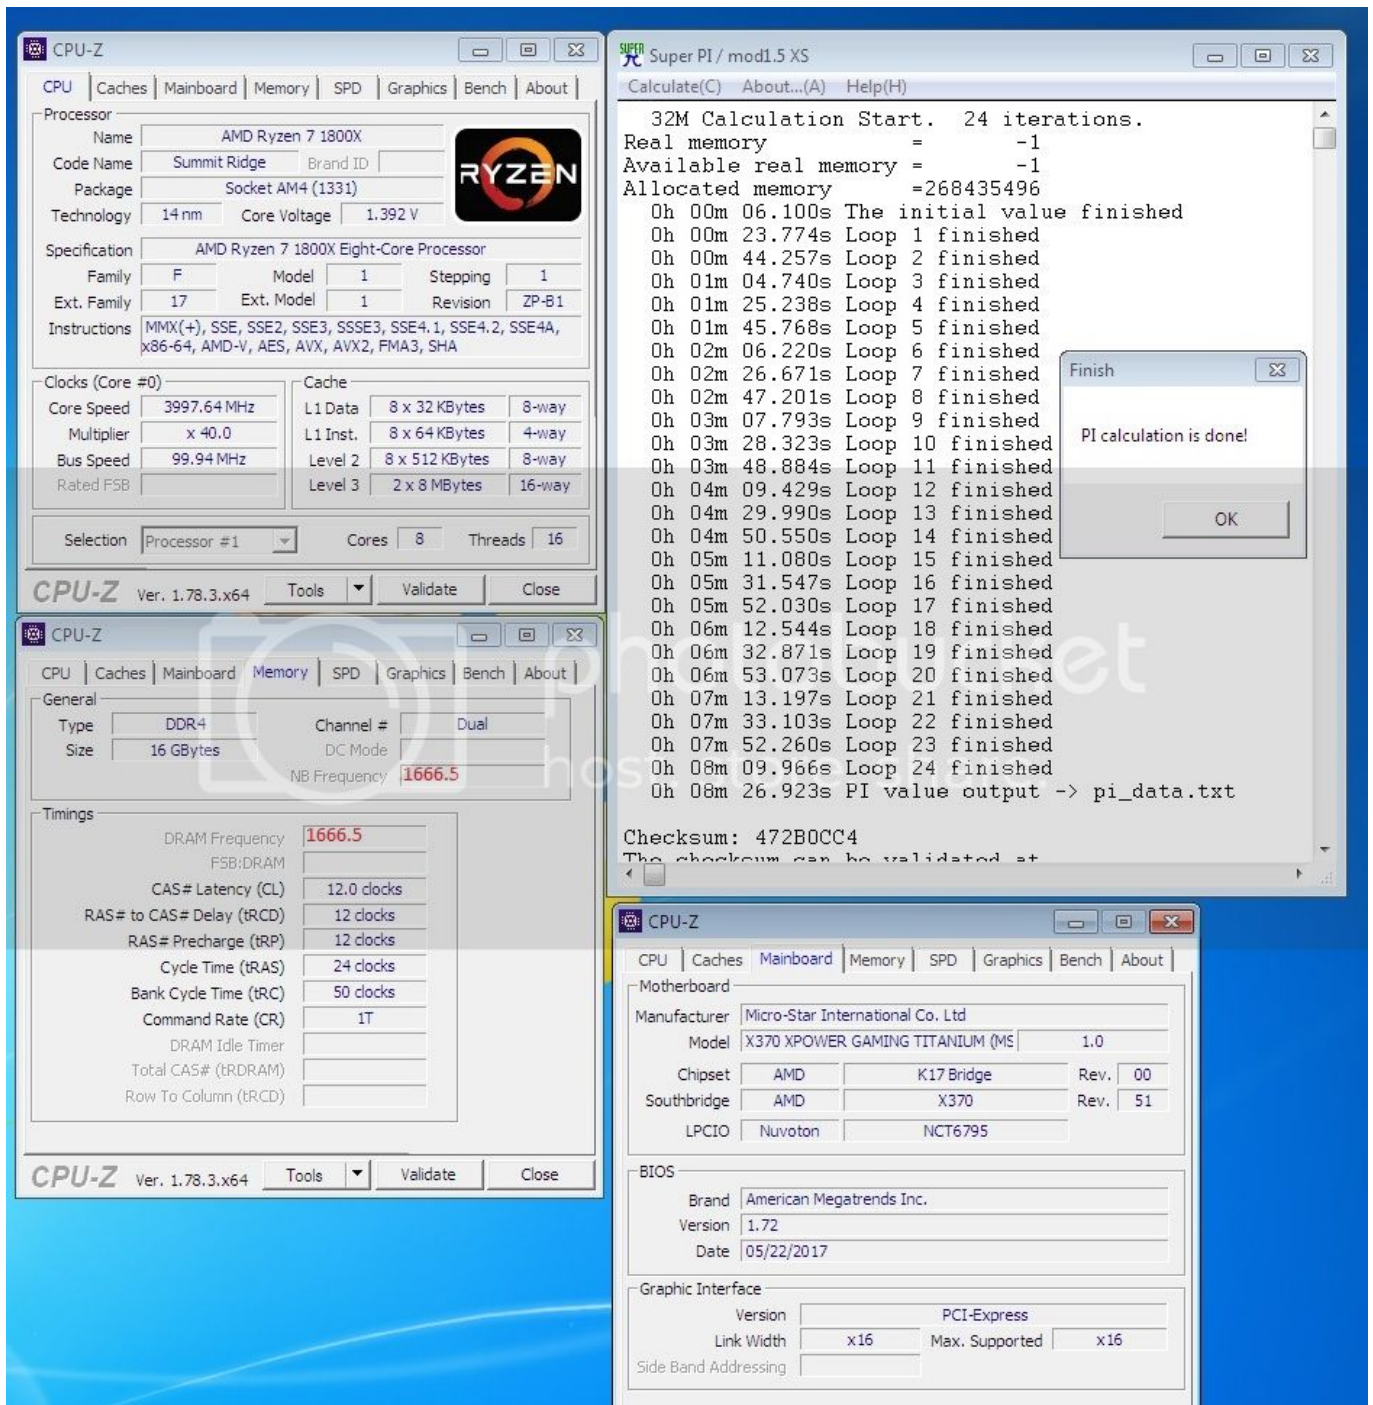 CPU-Z
CPU Caches Mainboard Memory SPD Graphics Bench About
Processor
Name AMD Ryzen 7 1800X
Code Name Summit Ridge Brand ID
Package Socket AM4 (1331)
Technology 14 nm Core Voltage 1.392 V
RYZEN
Specification AMD Ryzen 7 1800X Eight-Core Processor
Family F Model 1 Stepping 1
Ext. Family 17 Ext. Model 1 Revision ZP-B1
Instructions MMX(+), SSE, SSE2, SSE3, SSSE3, SSE4.1, SSE4.2, SSE4A,
x86-64, AMD-V, AES, AVX, AVX2, FMA3, SHA
Clocks (Core #0)
Core Speed 3997.64 MHz
Multiplier x 40.0
Bus Speed 99.94 MHz
Rated FSB
Cache
L1 Data 8 x 32 KBytes 8-way
L1 Inst. 8 x 64 KBytes 4-way
Level 2 8 x 512 KBytes 8-way
Level 3 2 x 8 MBytes 16-way
Selection Processor #1 Cores 8 Threads 16
CPU-Z Ver. 1.78.3.x64 Tools Validate Close
SUPER π Super PI / mod1.5 XS
Calculate(C) About...(A) Help(H)
32M Calculation Start. 24 iterations.
Real memory = -1
Available real memory = -1
Allocated memory =268435496
0h 00m 06.100s The initial value finished
0h 00m 23.774s Loop 1 finished
0h 00m 44.257s Loop 2 finished
0h 01m 04.740s Loop 3 finished
0h 01m 25.238s Loop 4 finished
0h 01m 45.768s Loop 5 finished
0h 02m 06.220s Loop 6 finished
0h 02m 26.671s Loop 7 finished
0h 02m 47.201s Loop 8 finished
0h 03m 07.793s Loop 9 finished
0h 03m 28.323s Loop 10 finished
0h 03m 48.884s Loop 11 finished
0h 04m 09.429s Loop 12 finished
0h 04m 29.990s Loop 13 finished
0h 04m 50.550s Loop 14 finished
0h 05m 11.080s Loop 15 finished
0h 05m 31.547s Loop 16 finished
0h 05m 52.030s Loop 17 finished
0h 06m 12.544s Loop 18 finished
0h 06m 32.871s Loop 19 finished
0h 06m 53.073s Loop 20 finished
0h 07m 13.197s Loop 21 finished
0h 07m 33.103s Loop 22 finished
0h 07m 52.260s Loop 23 finished
0h 08m 09.966s Loop 24 finished
0h 08m 26.923s PI value output -> pi_data.txt
Checksum: 472B0CC4
The checksum can be validated at
Finish
PI calculation is done!
OK
photobucket
host. store. share.
CPU-Z
CPU Caches Mainboard Memory SPD Graphics Bench About
General
Type DDR4 Channel # Dual
Size 16 GBytes DC Mode
NB Frequency 1666.5
Timings
DRAM Frequency 1666.5
FSB:DRAM
CAS# Latency (CL) 12.0 clocks
RAS# to CAS# Delay (tRCD) 12 clocks
RAS# Precharge (tRP) 12 clocks
Cycle Time (tRAS) 24 clocks
Bank Cycle Time (tRC) 50 clocks
Command Rate (CR) 1T
DRAM Idle Timer
Total CAS# (tRDRAM)
Row To Column (tRCD)
CPU-Z Ver. 1.78.3.x64 Tools Validate Close
CPU-Z
CPU Caches Mainboard Memory SPD Graphics Bench About
Motherboard
Manufacturer Micro-Star International Co. Ltd
Model X370 XPOWER GAMING TITANIUM (MS 1.0
Chipset AMD K17 Bridge Rev. 00
Southbridge AMD X370 Rev. 51
LPCIO Nuvoton NCT6795
BIOS
Brand American Megatrends Inc.
Version 1.72
Date 05/22/2017
Graphic Interface
Version PCI-Express
Link Width x16 Max. Supported x16
Side Band Addressing